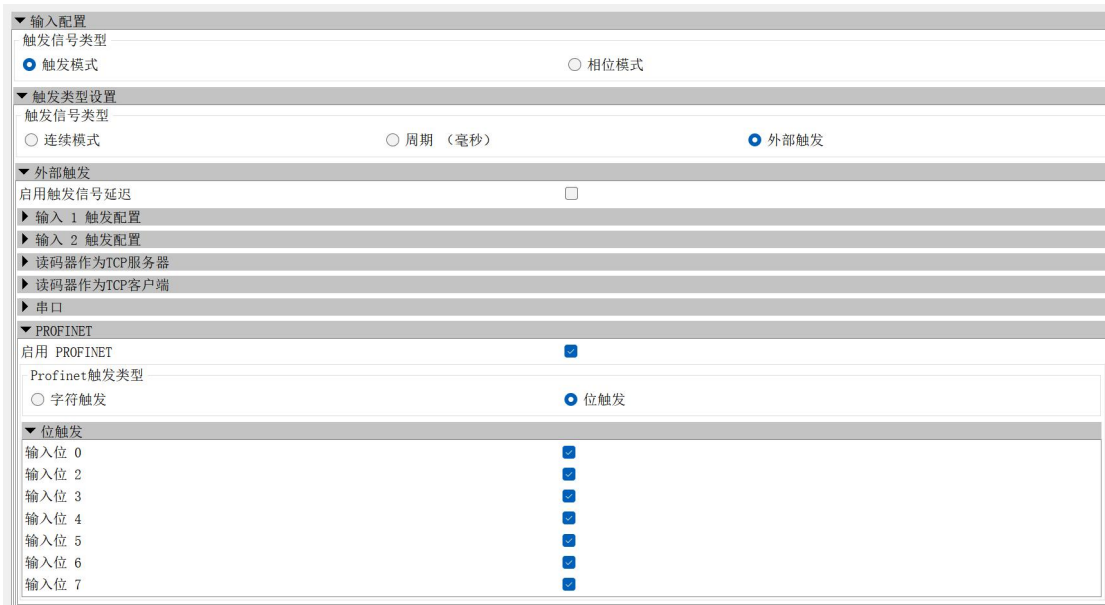 输入配置
触发信号类型
触发模式 相位模式
触发类型设置
触发信号类型
连续模式 周期 （毫秒） 外部触发
外部触发
启用触发信号延迟
输入 1 触发配置
输入 2 触发配置
读码器作为TCP服务器
读码器作为TCP客户端
串口
PROFINET
启用 PROFINET
Profinet触发类型
字符触发 位触发
位触发
输入位 0
输入位 2
输入位 3
输入位 4
输入位 5
输入位 6
输入位 7